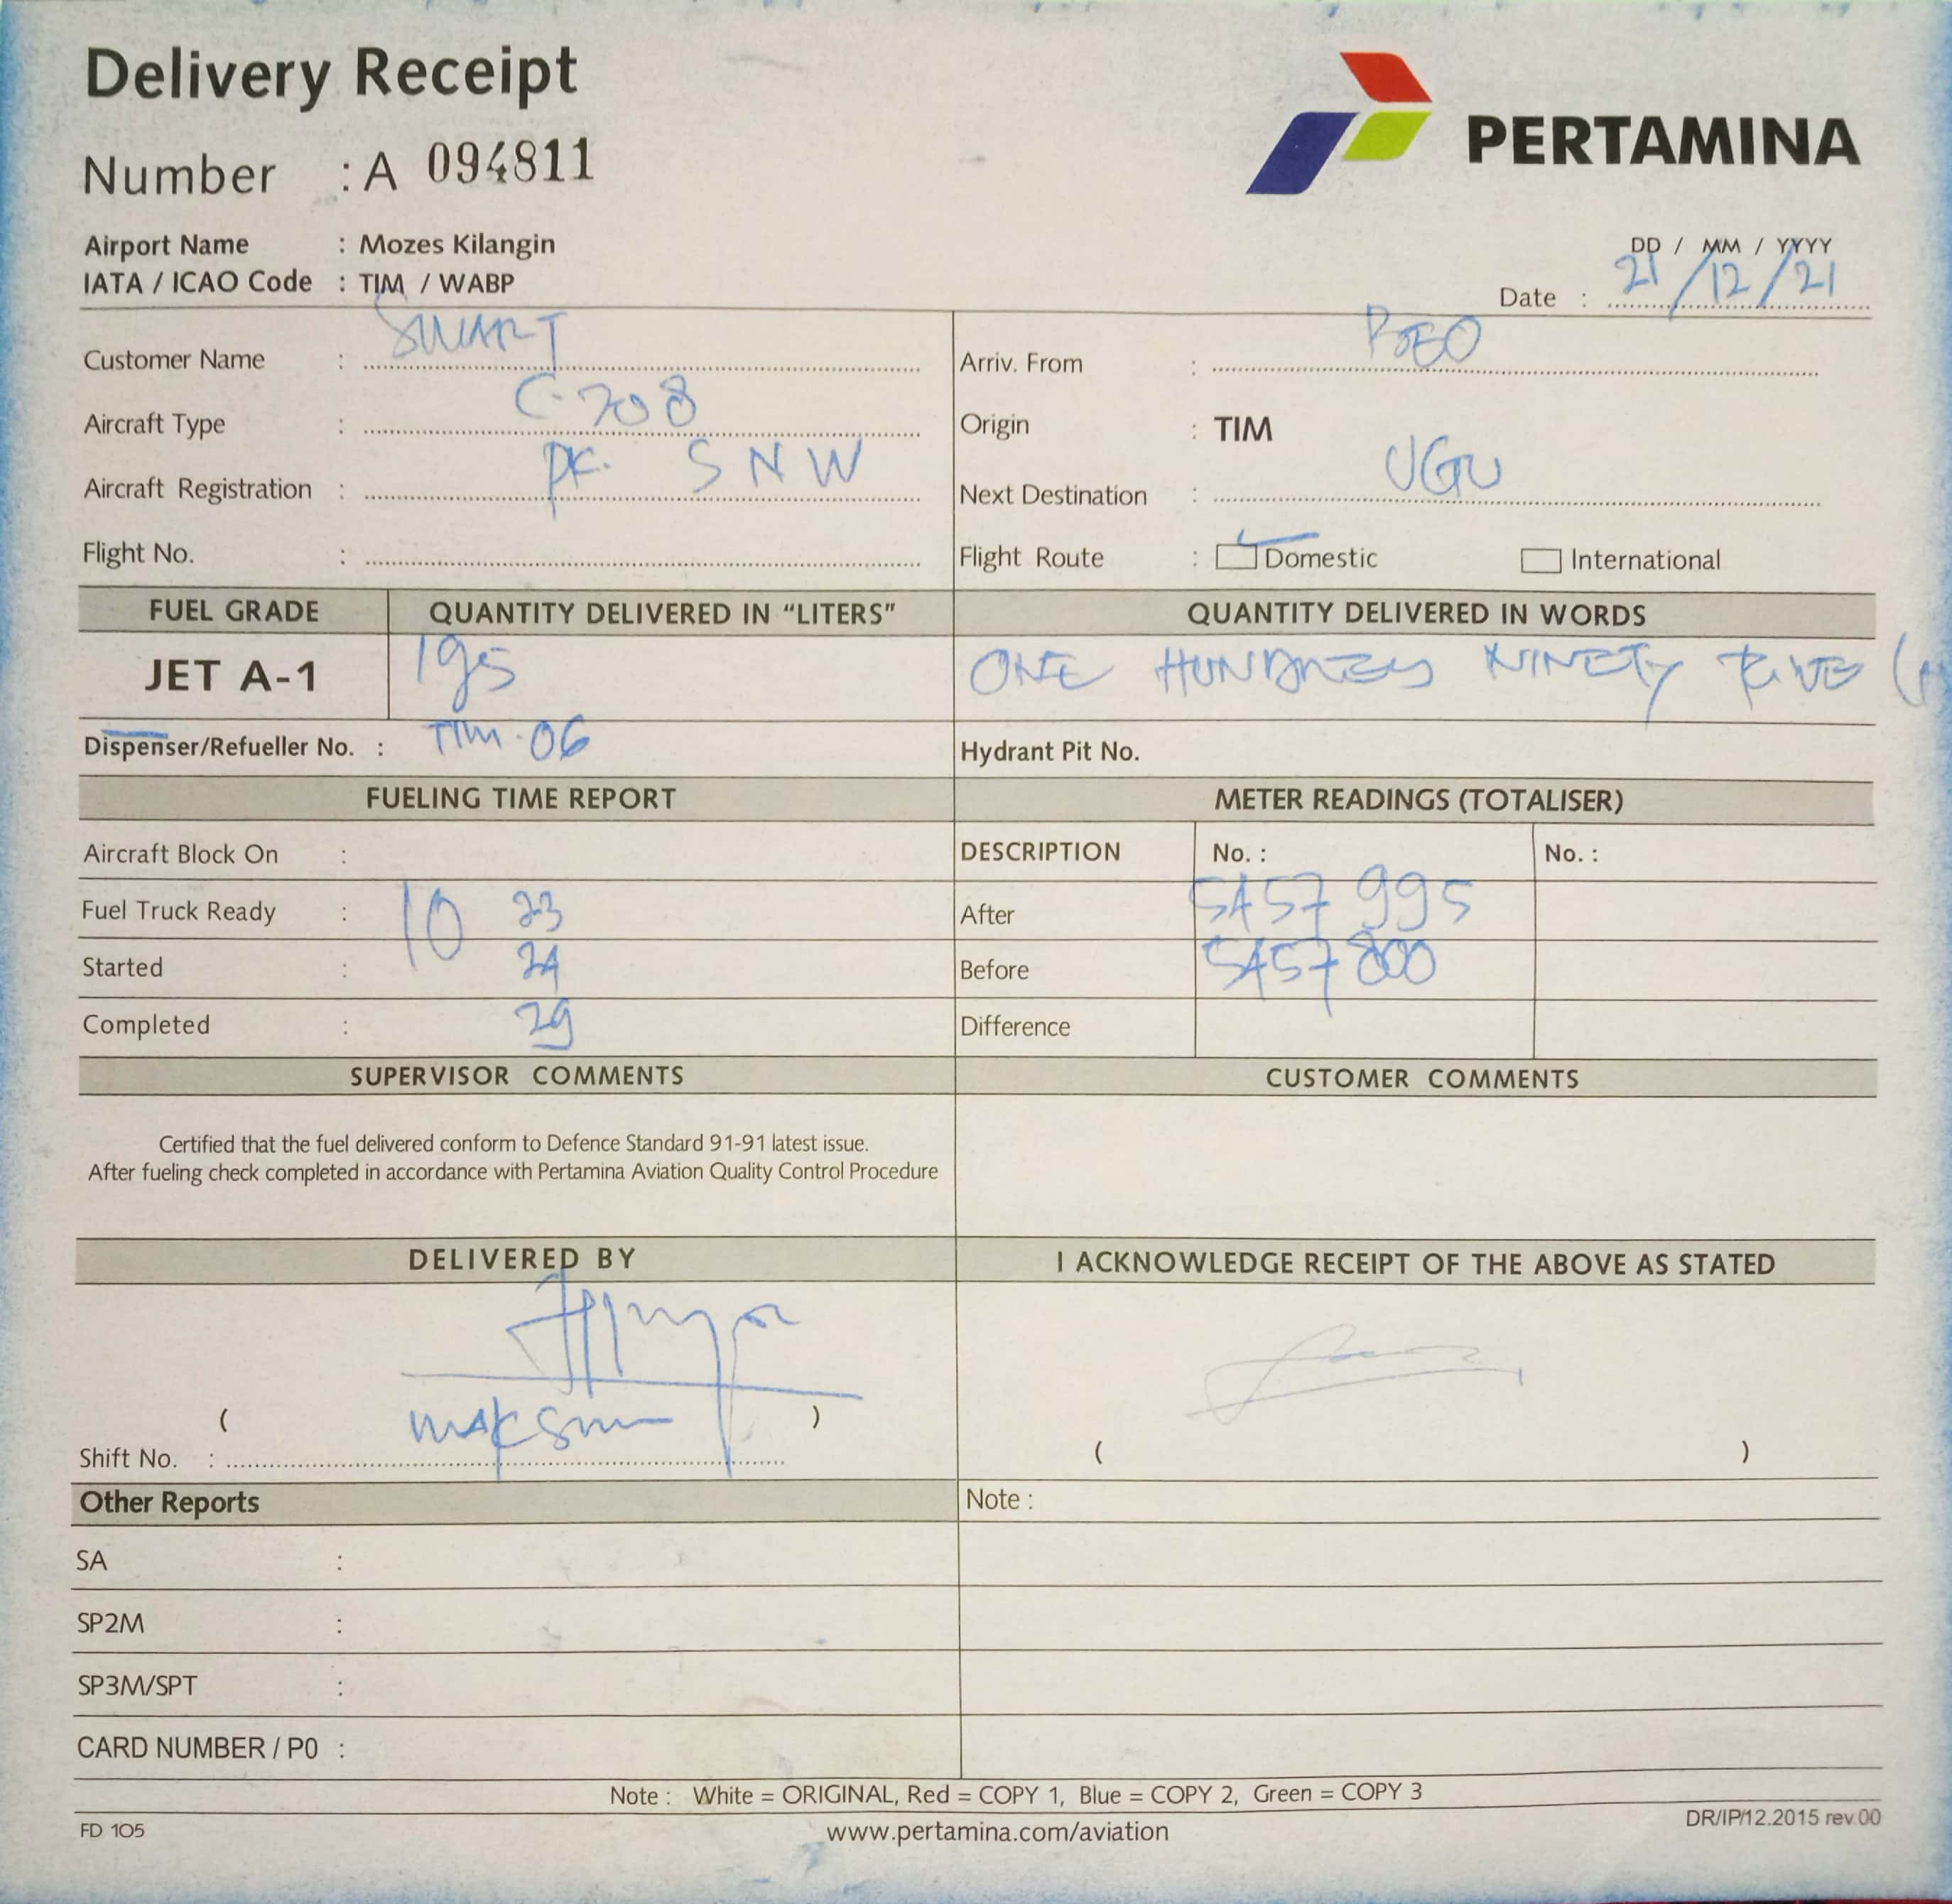 Delivery Receipt
PERTAMINA
Number : A 094811
Airport Name : Mozes Kilangin
IATA / ICAO Code : TIM / WABP
DD / MM / YYYY
Date : 21/12/21
Customer Name : SMART
Arriv. From :
Aircraft Type : C-208
Origin : TIM
Aircraft Registration : PK. SNW
Next Destination : UGU
Flight No. :
Flight Route : Domestic International
FUEL GRADE QUANTITY DELIVERED IN “LITERS” QUANTITY DELIVERED IN WORDS
JET A-1 195 ONE HUNDRED NINETY FIVE
Dispenser/Refueller No. : TIM-06 Hydrant Pit No.
FUELING TIME REPORT METER READINGS (TOTALISER)
Aircraft Block On : DESCRIPTION No. : No. :
Fuel Truck Ready : 10 23 After 5457 995
Started : 24 Before 5457 800
Completed : 29 Difference
SUPERVISOR COMMENTS CUSTOMER COMMENTS
Certified that the fuel delivered conform to Defence Standard 91-91 latest issue.
After fueling check completed in accordance with Pertamina Aviation Quality Control Procedure
DELIVERED BY I ACKNOWLEDGE RECEIPT OF THE ABOVE AS STATED
( )
Shift No. :
( )
Other Reports Note :
SA :
SP2M :
SP3M/SPT :
CARD NUMBER / P0 :
Note : White = ORIGINAL, Red = COPY 1, Blue = COPY 2, Green = COPY 3
FD 105 www.pertamina.com/aviation DR/IP/12.2015 rev.00